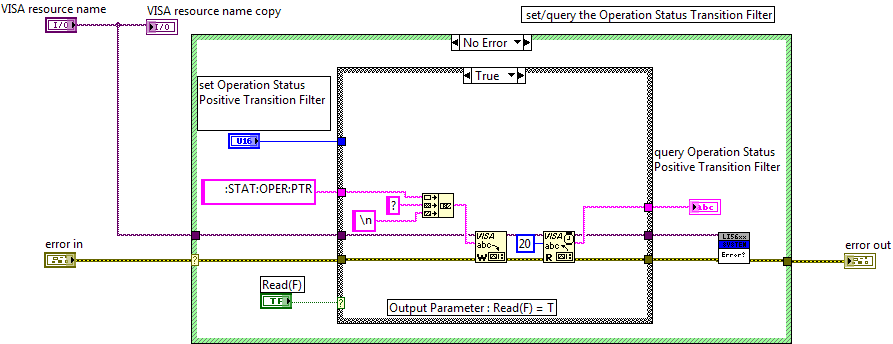 VISA resource name
VISA resource name copy
set/query the Operation Status Transition Filter
I/O
I/O
No Error
True
set Operation Status
Positive Transition Filter
U16
query Operation Status
Positive Transition Filter
:STAT:OPER:PTR
?
abc
\n
VISA
abc
W
20
VISA
abc
R
LIS6xx
Error?
error in
error out
?
Read(F)
TF
?
Output Parameter : Read(F) = T